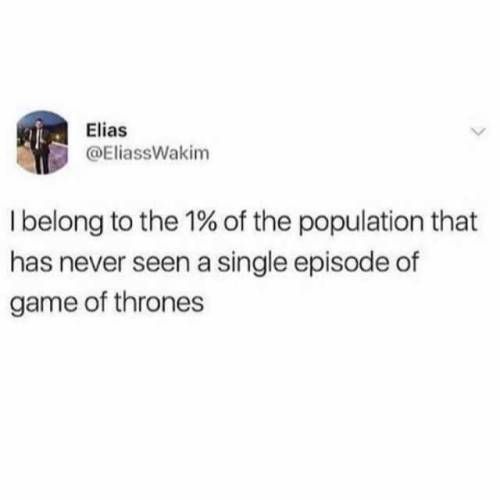 Elias
@EliassWakim
I belong to the 1% of the population that
has never seen a single episode of
game of thrones